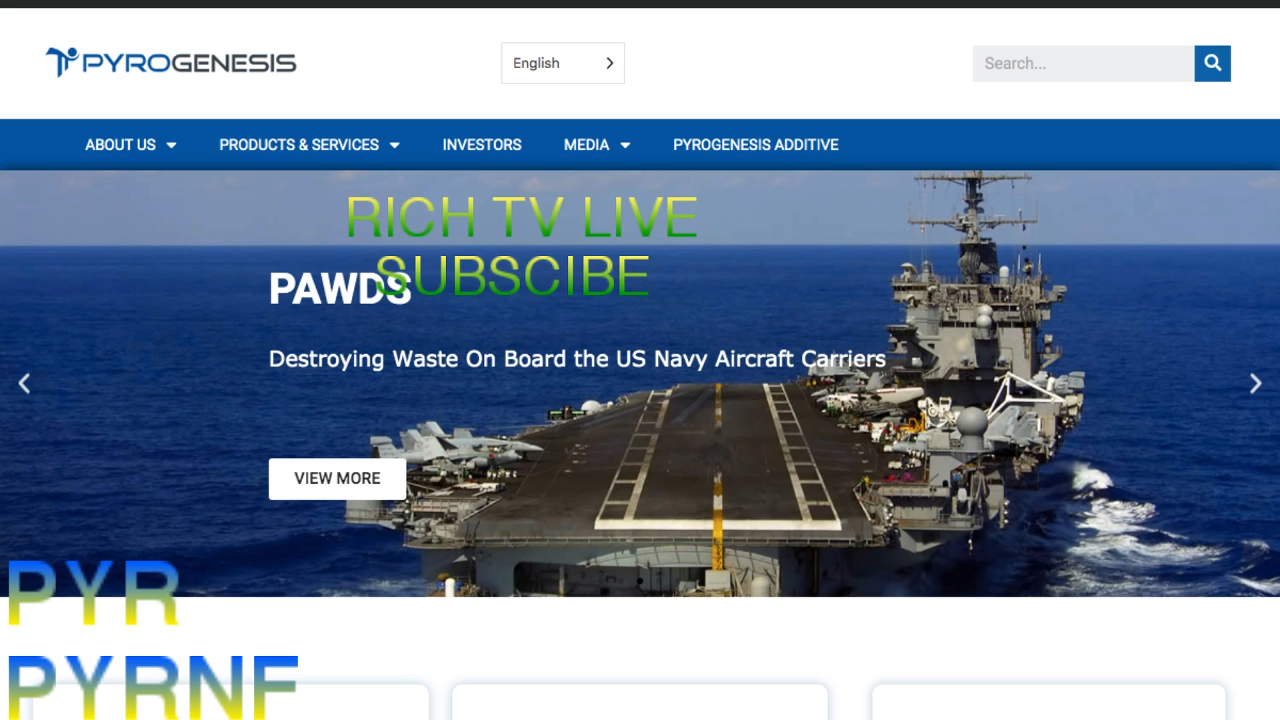 PYROGENESIS
English
Search...
ABOUT US
PRODUCTS & SERVICES
INVESTORS
MEDIA
PYROGENESIS ADDITIVE
RICH TV LIVE
SUBSCIBE
PAWDS
Destroying Waste On Board the US Navy Aircraft Carriers
VIEW MORE
PYR
PYRNF